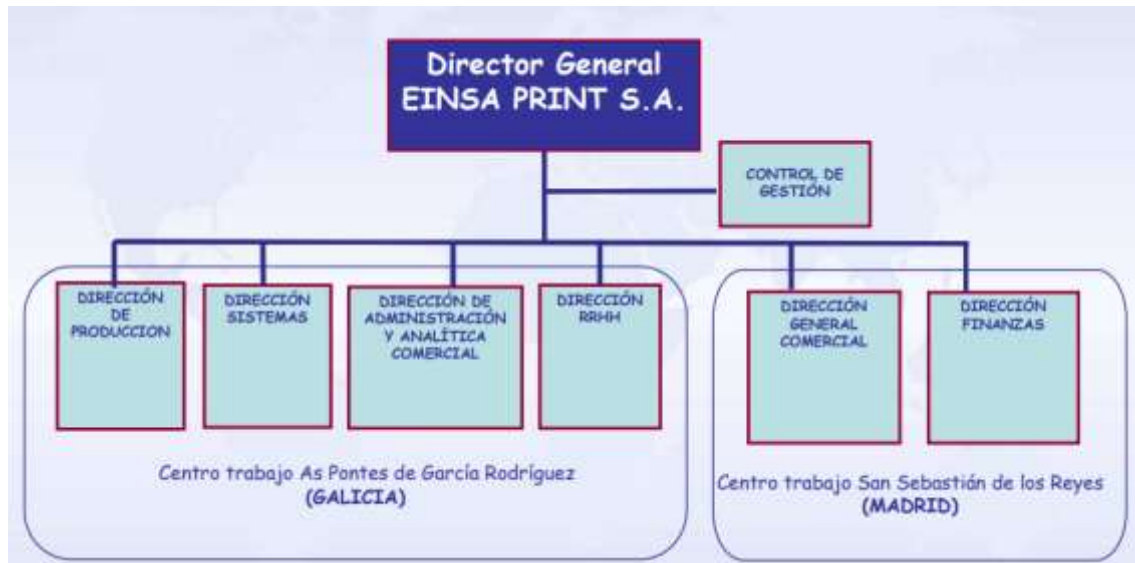 Director General
EINSA PRINT S.A.
CONTROL DE
GESTIÓN
DIRECCIÓN
DE
PRODUCCION
DIRECCIÓN
SISTEMAS
DIRECCIÓN DE
ADMINISTRACIÓN
Y ANALÍTICA
COMERCIAL
DIRECCIÓN
RRHH
DIRECCIÓN
GENERAL
COMERCIAL
DIRECCIÓN
FINANZAS
Centro trabajo As Pontes de García Rodríguez
(GALICIA)
Centro trabajo San Sebastián de los Reyes
(MADRID)